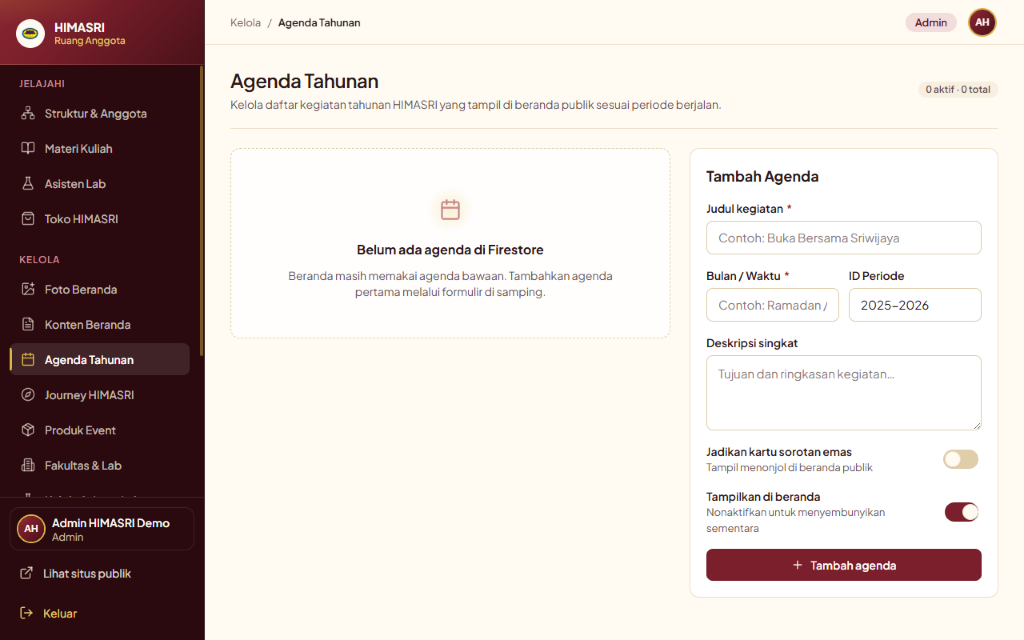 HIMASRI
Ruang Anggota
JELAJAHI
Struktur & Anggota
Materi Kuliah
Asisten Lab
Toko HIMASRI
KELOLA
Foto Beranda
Konten Beranda
Agenda Tahunan
Journey HIMASRI
Produk Event
Fakultas & Lab
AH
Admin HIMASRI Demo
Admin
Lihat situs publik
Keluar
Kelola / Agenda Tahunan
Admin
AH
Agenda Tahunan
Kelola daftar kegiatan tahunan HIMASRI yang tampil di beranda publik sesuai periode berjalan.
0 aktif · 0 total
Belum ada agenda di Firestore
Beranda masih memakai agenda bawaan. Tambahkan agenda
pertama melalui formulir di samping.
Tambah Agenda
Judul kegiatan *
Contoh: Buka Bersama Sriwijaya
Bulan / Waktu * ID Periode
Contoh: Ramadan / 2025–2026
Deskripsi singkat
Tujuan dan ringkasan kegiatan...
Jadikan kartu sorotan emas
Tampil menonjol di beranda publik
Tampilkan di beranda
Nonaktifkan untuk menyembunyikan
sementara
+ Tambah agenda